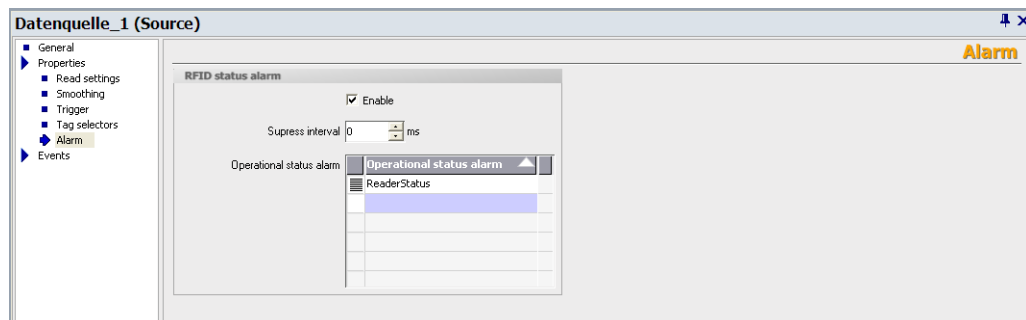 Datenquelle_1 (Source)
General
Properties
Read settings
Smoothing
Trigger
Tag selectors
Alarm
Events
Alarm
RFID status alarm
Enable
Supress interval 0 ms
Operational status alarm
Operational status alarm
ReaderStatus